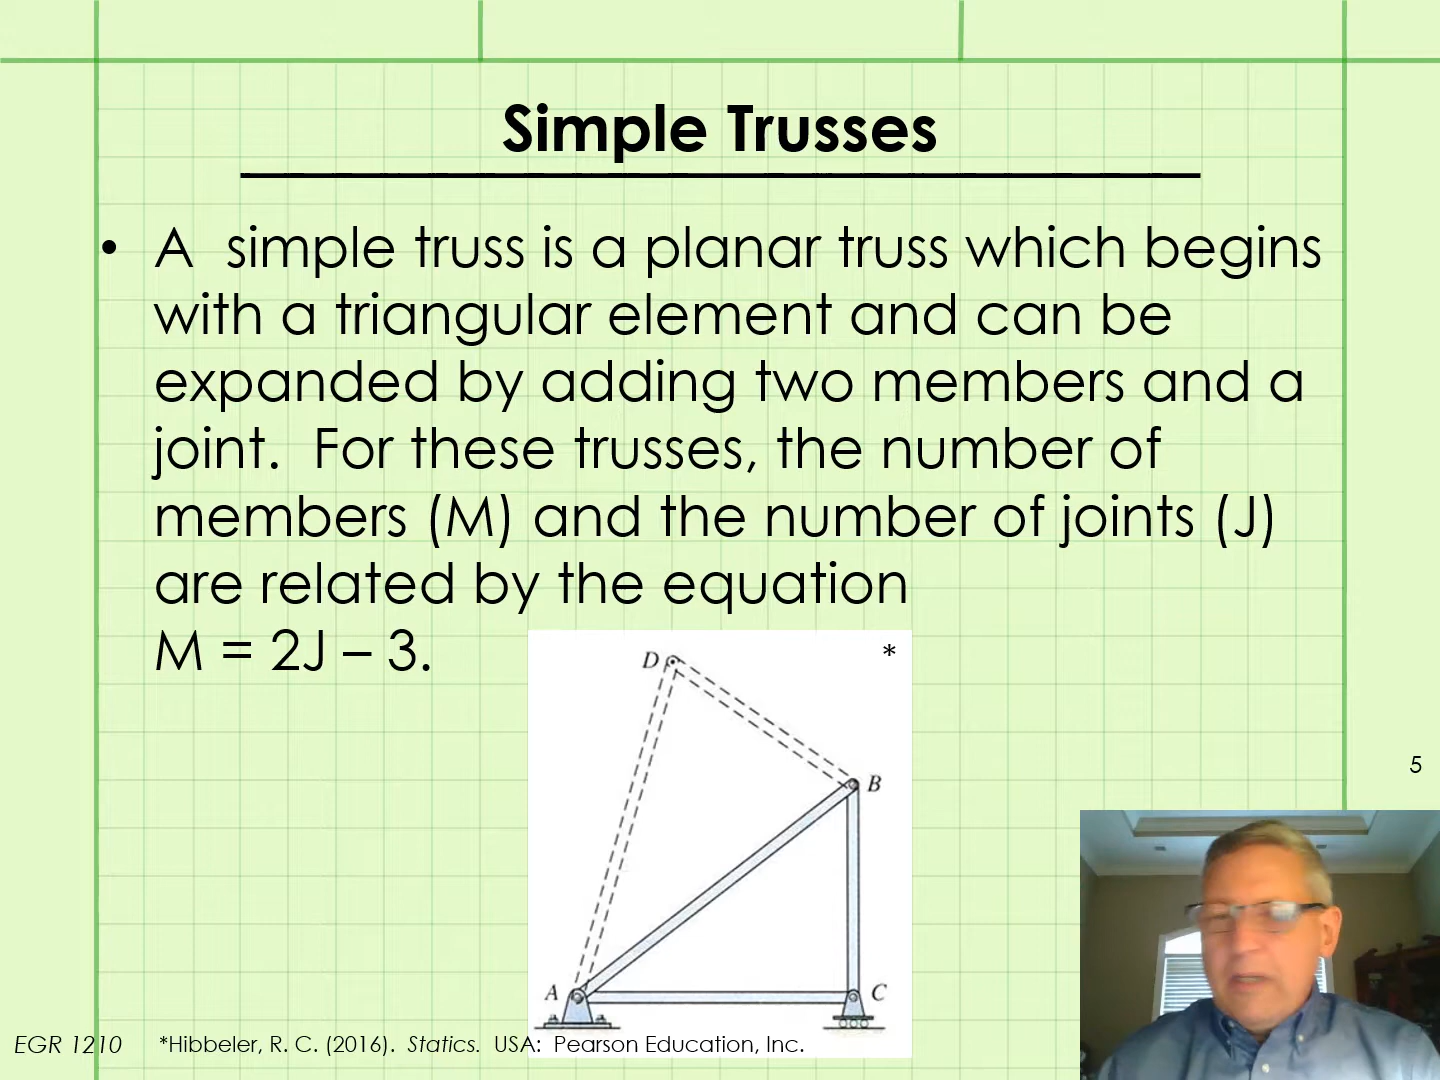 Simple Trusses
• A  simple truss is a planar truss which begins
with a triangular element and can be
expanded by adding two members and a
joint.  For these trusses, the number of
members (M) and the number of joints (J)
are related by the equation
M = 2J – 3.
*
D
B
A
C
5
EGR 1210
*Hibbeler, R. C. (2016).  Statics.  USA:  Pearson Education, Inc.